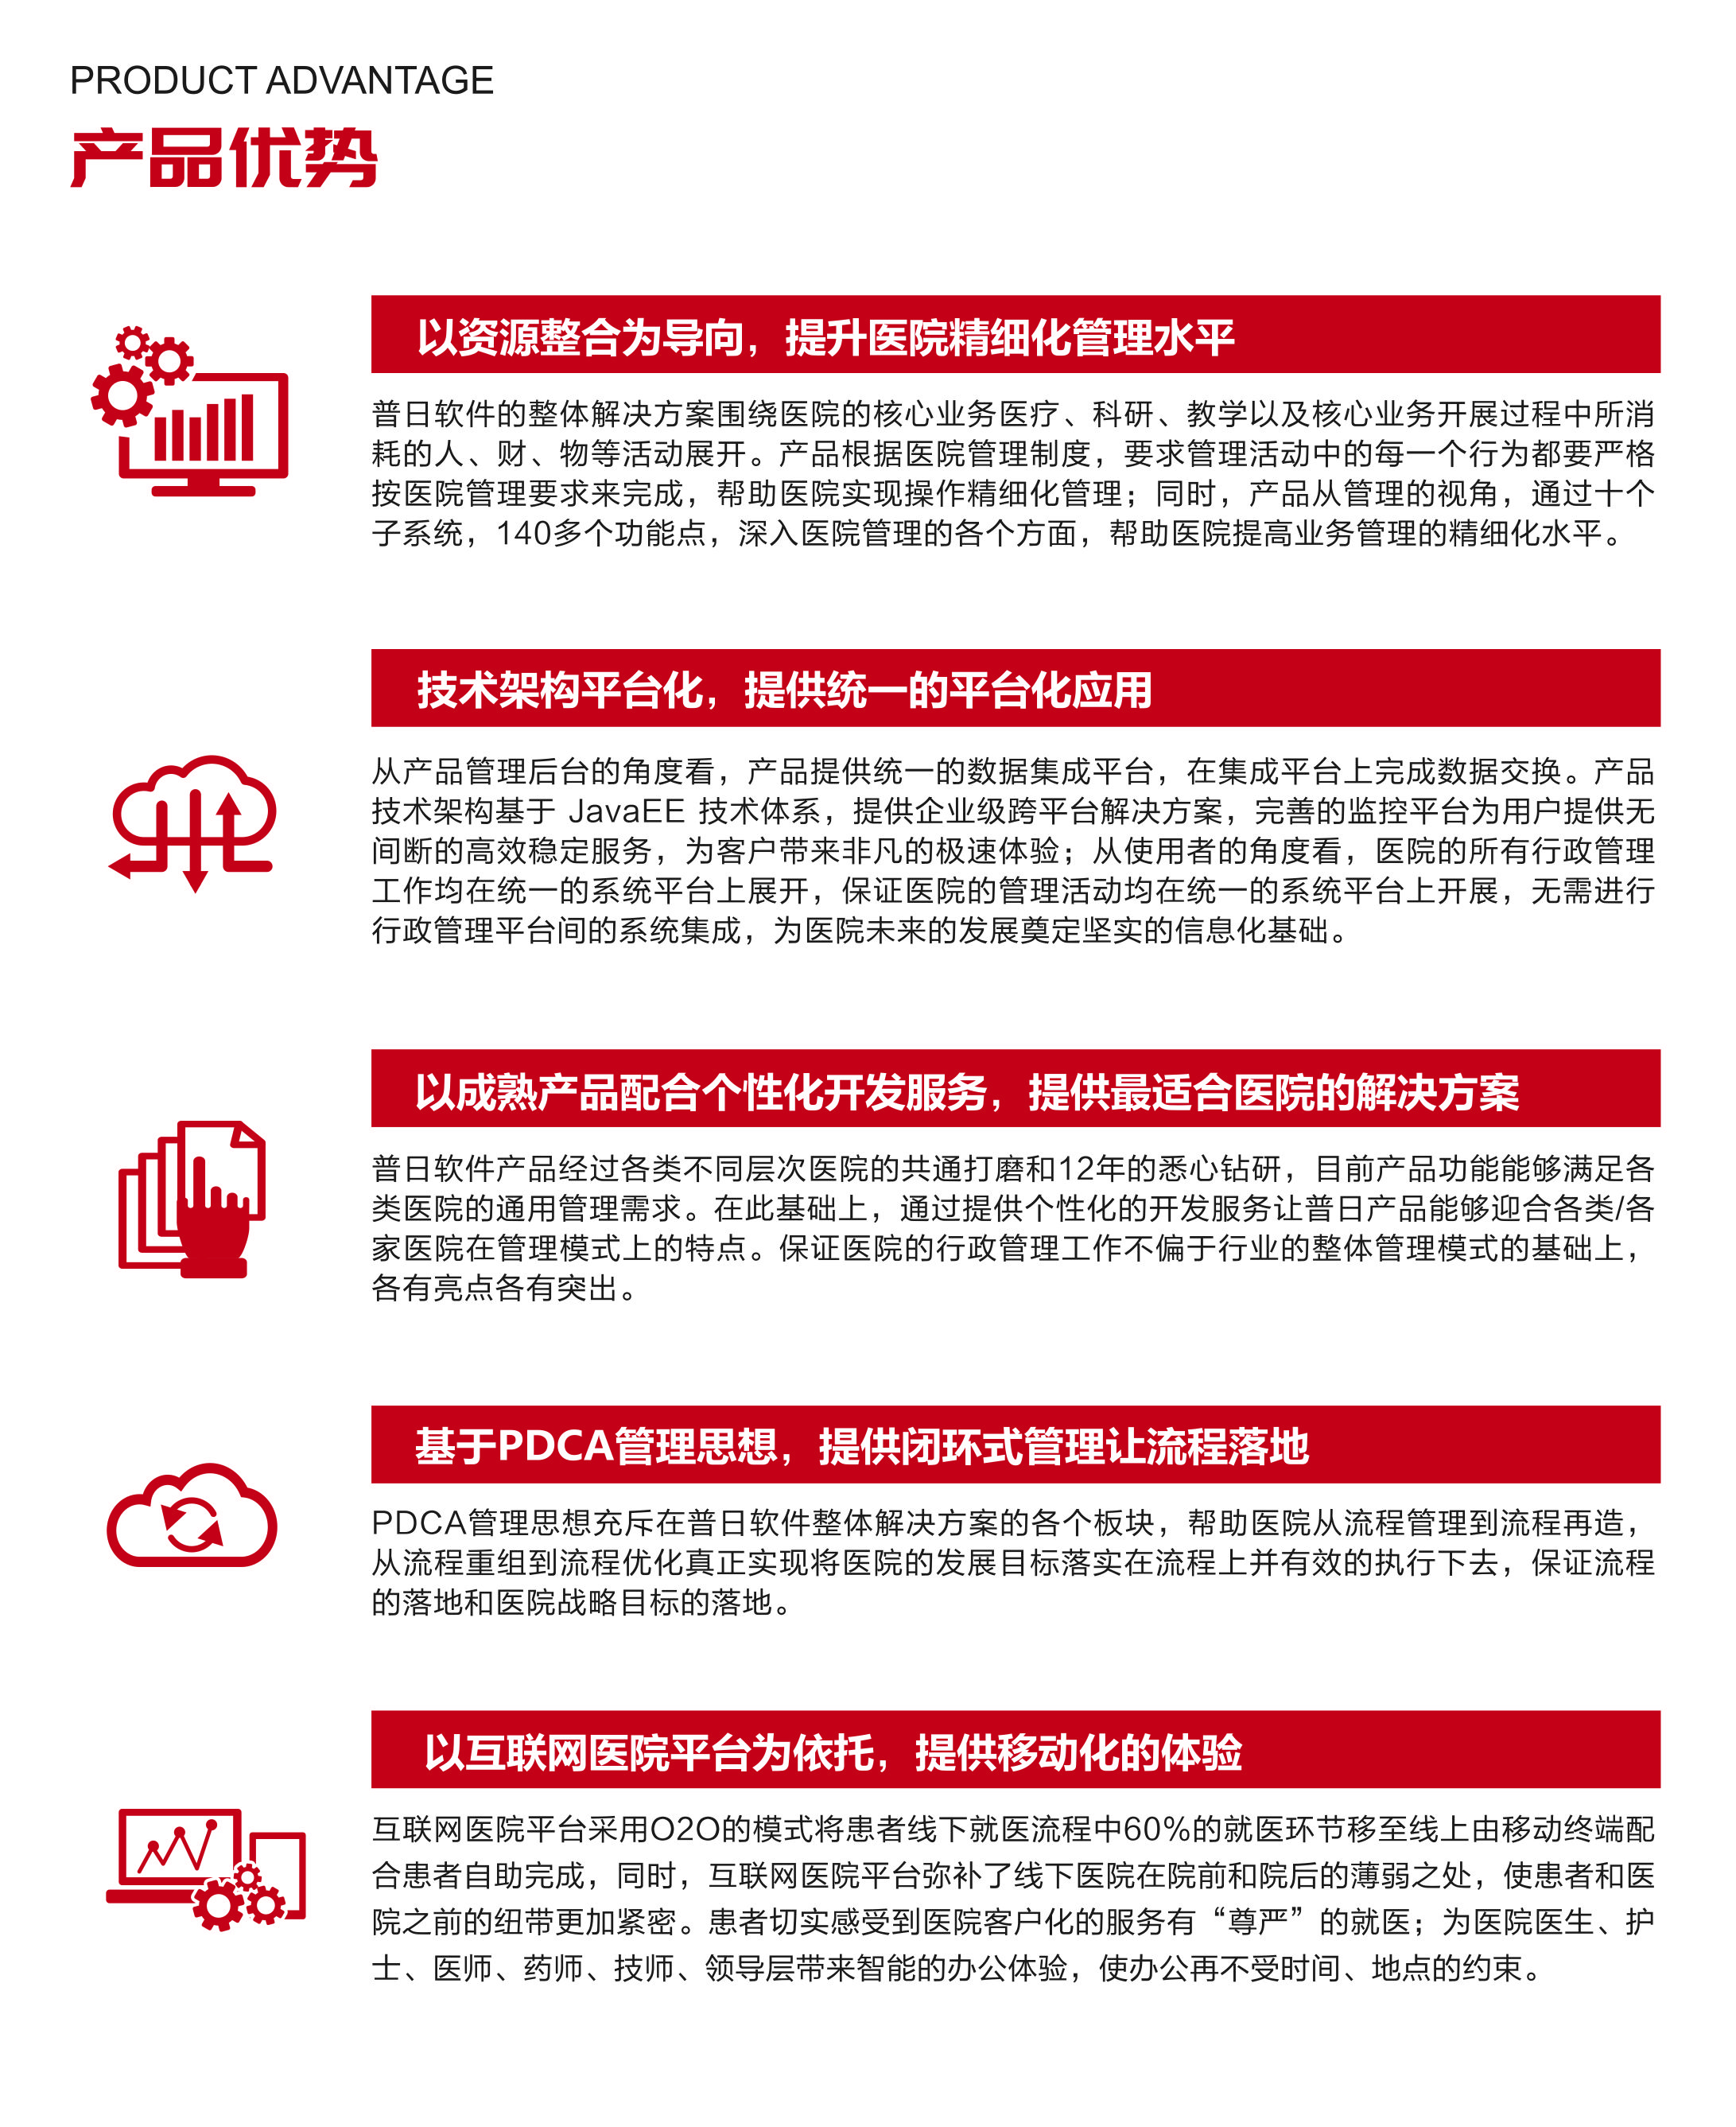 PRODUCT ADVANTAGE
产品优势
以资源整合为导向，提升医院精细化管理水平
普日软件的整体解决方案围绕医院的核心业务医疗、科研、教学以及核心业务开展过程中所消
耗的人、财、物等活动展开。产品根据医院管理制度，要求管理活动中的每一个行为都要严格
按医院管理要求来完成，帮助医院实现操作精细化管理；同时，产品从管理的视角，通过十个
子系统，140多个功能点，深入医院管理的各个方面，帮助医院提高业务管理的精细化水平。
技术架构平台化，提供统一的平台化应用
从产品管理后台的角度看，产品提供统一的数据集成平台，在集成平台上完成数据交换。产品
技术架构基于 JavaEE 技术体系，提供企业级跨平台解决方案，完善的监控平台为用户提供无
间断的高效稳定服务，为客户带来非凡的极速体验；从使用者的角度看，医院的所有行政管理
工作均在统一的系统平台上展开，保证医院的管理活动均在统一的系统平台上开展，无需进行
行政管理平台间的系统集成，为医院未来的发展奠定坚实的信息化基础。
以成熟产品配合个性化开发服务，提供最适合医院的解决方案
普日软件产品经过各类不同层次医院的共通打磨和12年的悉心钻研，目前产品功能能够满足各
类医院的通用管理需求。在此基础上，通过提供个性化的开发服务让普日产品能够迎合各类/各
家医院在管理模式上的特点。保证医院的行政管理工作不偏于行业的整体管理模式的基础上，
各有亮点各有突出。
基于PDCA管理思想，提供闭环式管理让流程落地
PDCA管理思想充斥在普日软件整体解决方案的各个板块，帮助医院从流程管理到流程再造，
从流程重组到流程优化真正实现将医院的发展目标落实在流程上并有效的执行下去，保证流程
的落地和医院战略目标的落地。
以互联网医院平台为依托，提供移动化的体验
互联网医院平台采用O2O的模式将患者线下就医流程中60%的就医环节移至线上由移动终端配
合患者自助完成，同时，互联网医院平台弥补了线下医院在院前和院后的薄弱之处，使患者和医
院之前的纽带更加紧密。患者切实感受到医院客户化的服务有“尊严”的就医；为医院医生、护
士、医师、药师、技师、领导层带来智能的办公体验，使办公再不受时间、地点的约束。